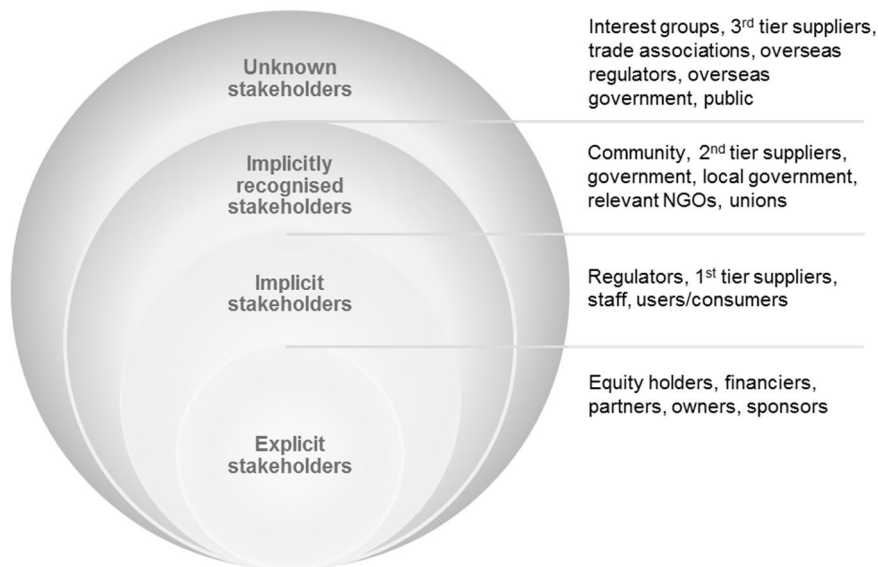 Unknown
stakeholders
Interest groups, 3rd tier suppliers,
trade associations, overseas
regulators, overseas
government, public
Implicitly
recognised
stakeholders
Community, 2nd tier suppliers,
government, local government,
relevant NGOs, unions
Implicit
stakeholders
Regulators, 1st tier suppliers,
staff, users/consumers
Explicit
stakeholders
Equity holders, financiers,
partners, owners, sponsors